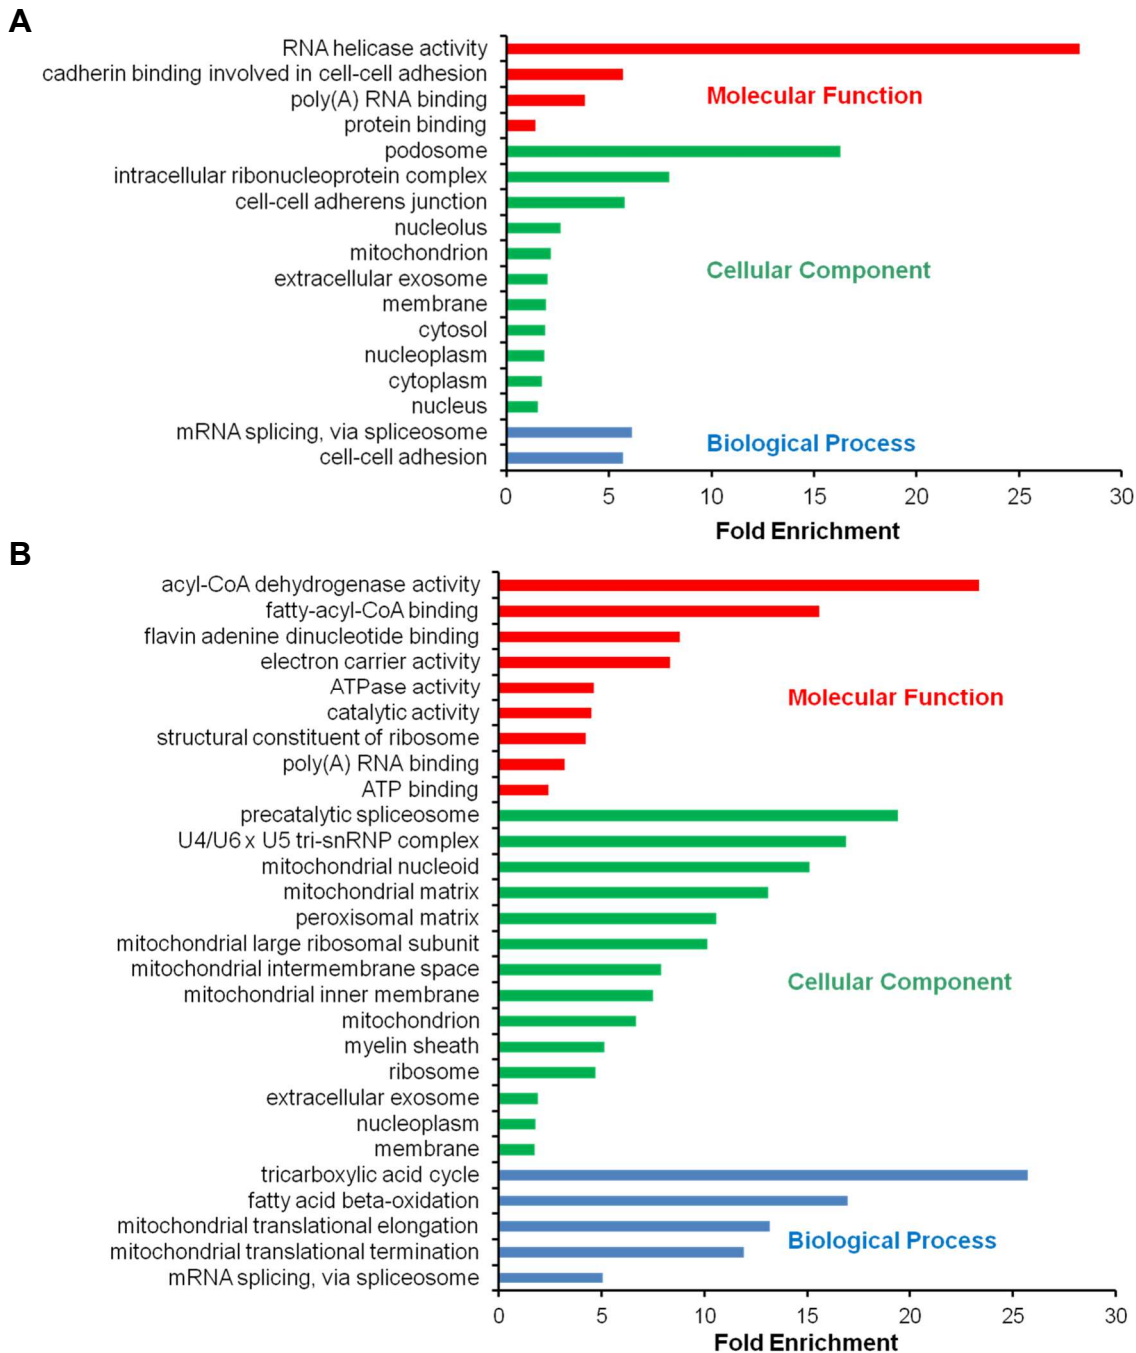 A
RNA helicase activity
cadherin binding involved in cell-cell adhesion
poly(A) RNA binding
Molecular Function
protein binding
podosome
intracellular ribonucleoprotein complex
cell-cell adherens junction
nucleolus
mitochondrion
Cellular Component
extracellular exosome
membrane
cytosol
nucleoplasm
cytoplasm
nucleus
mRNA splicing, via spliceosome
Biological Process
cell-cell adhesion
0 5 10 15 20 25 30
Fold Enrichment
B
acyl-CoA dehydrogenase activity
fatty-acyl-CoA binding
flavin adenine dinucleotide binding
electron carrier activity
ATPase activity
Molecular Function
catalytic activity
structural constituent of ribosome
poly(A) RNA binding
ATP binding
precatalytic spliceosome
U4/U6 x U5 tri-snRNP complex
mitochondrial nucleoid
mitochondrial matrix
peroxisomal matrix
mitochondrial large ribosomal subunit
mitochondrial intermembrane space
Cellular Component
mitochondrial inner membrane
mitochondrion
myelin sheath
ribosome
extracellular exosome
nucleoplasm
membrane
tricarboxylic acid cycle
fatty acid beta-oxidation
mitochondrial translational elongation
Biological Process
mitochondrial translational termination
mRNA splicing, via spliceosome
0 5 10 15 20 25 30
Fold Enrichment